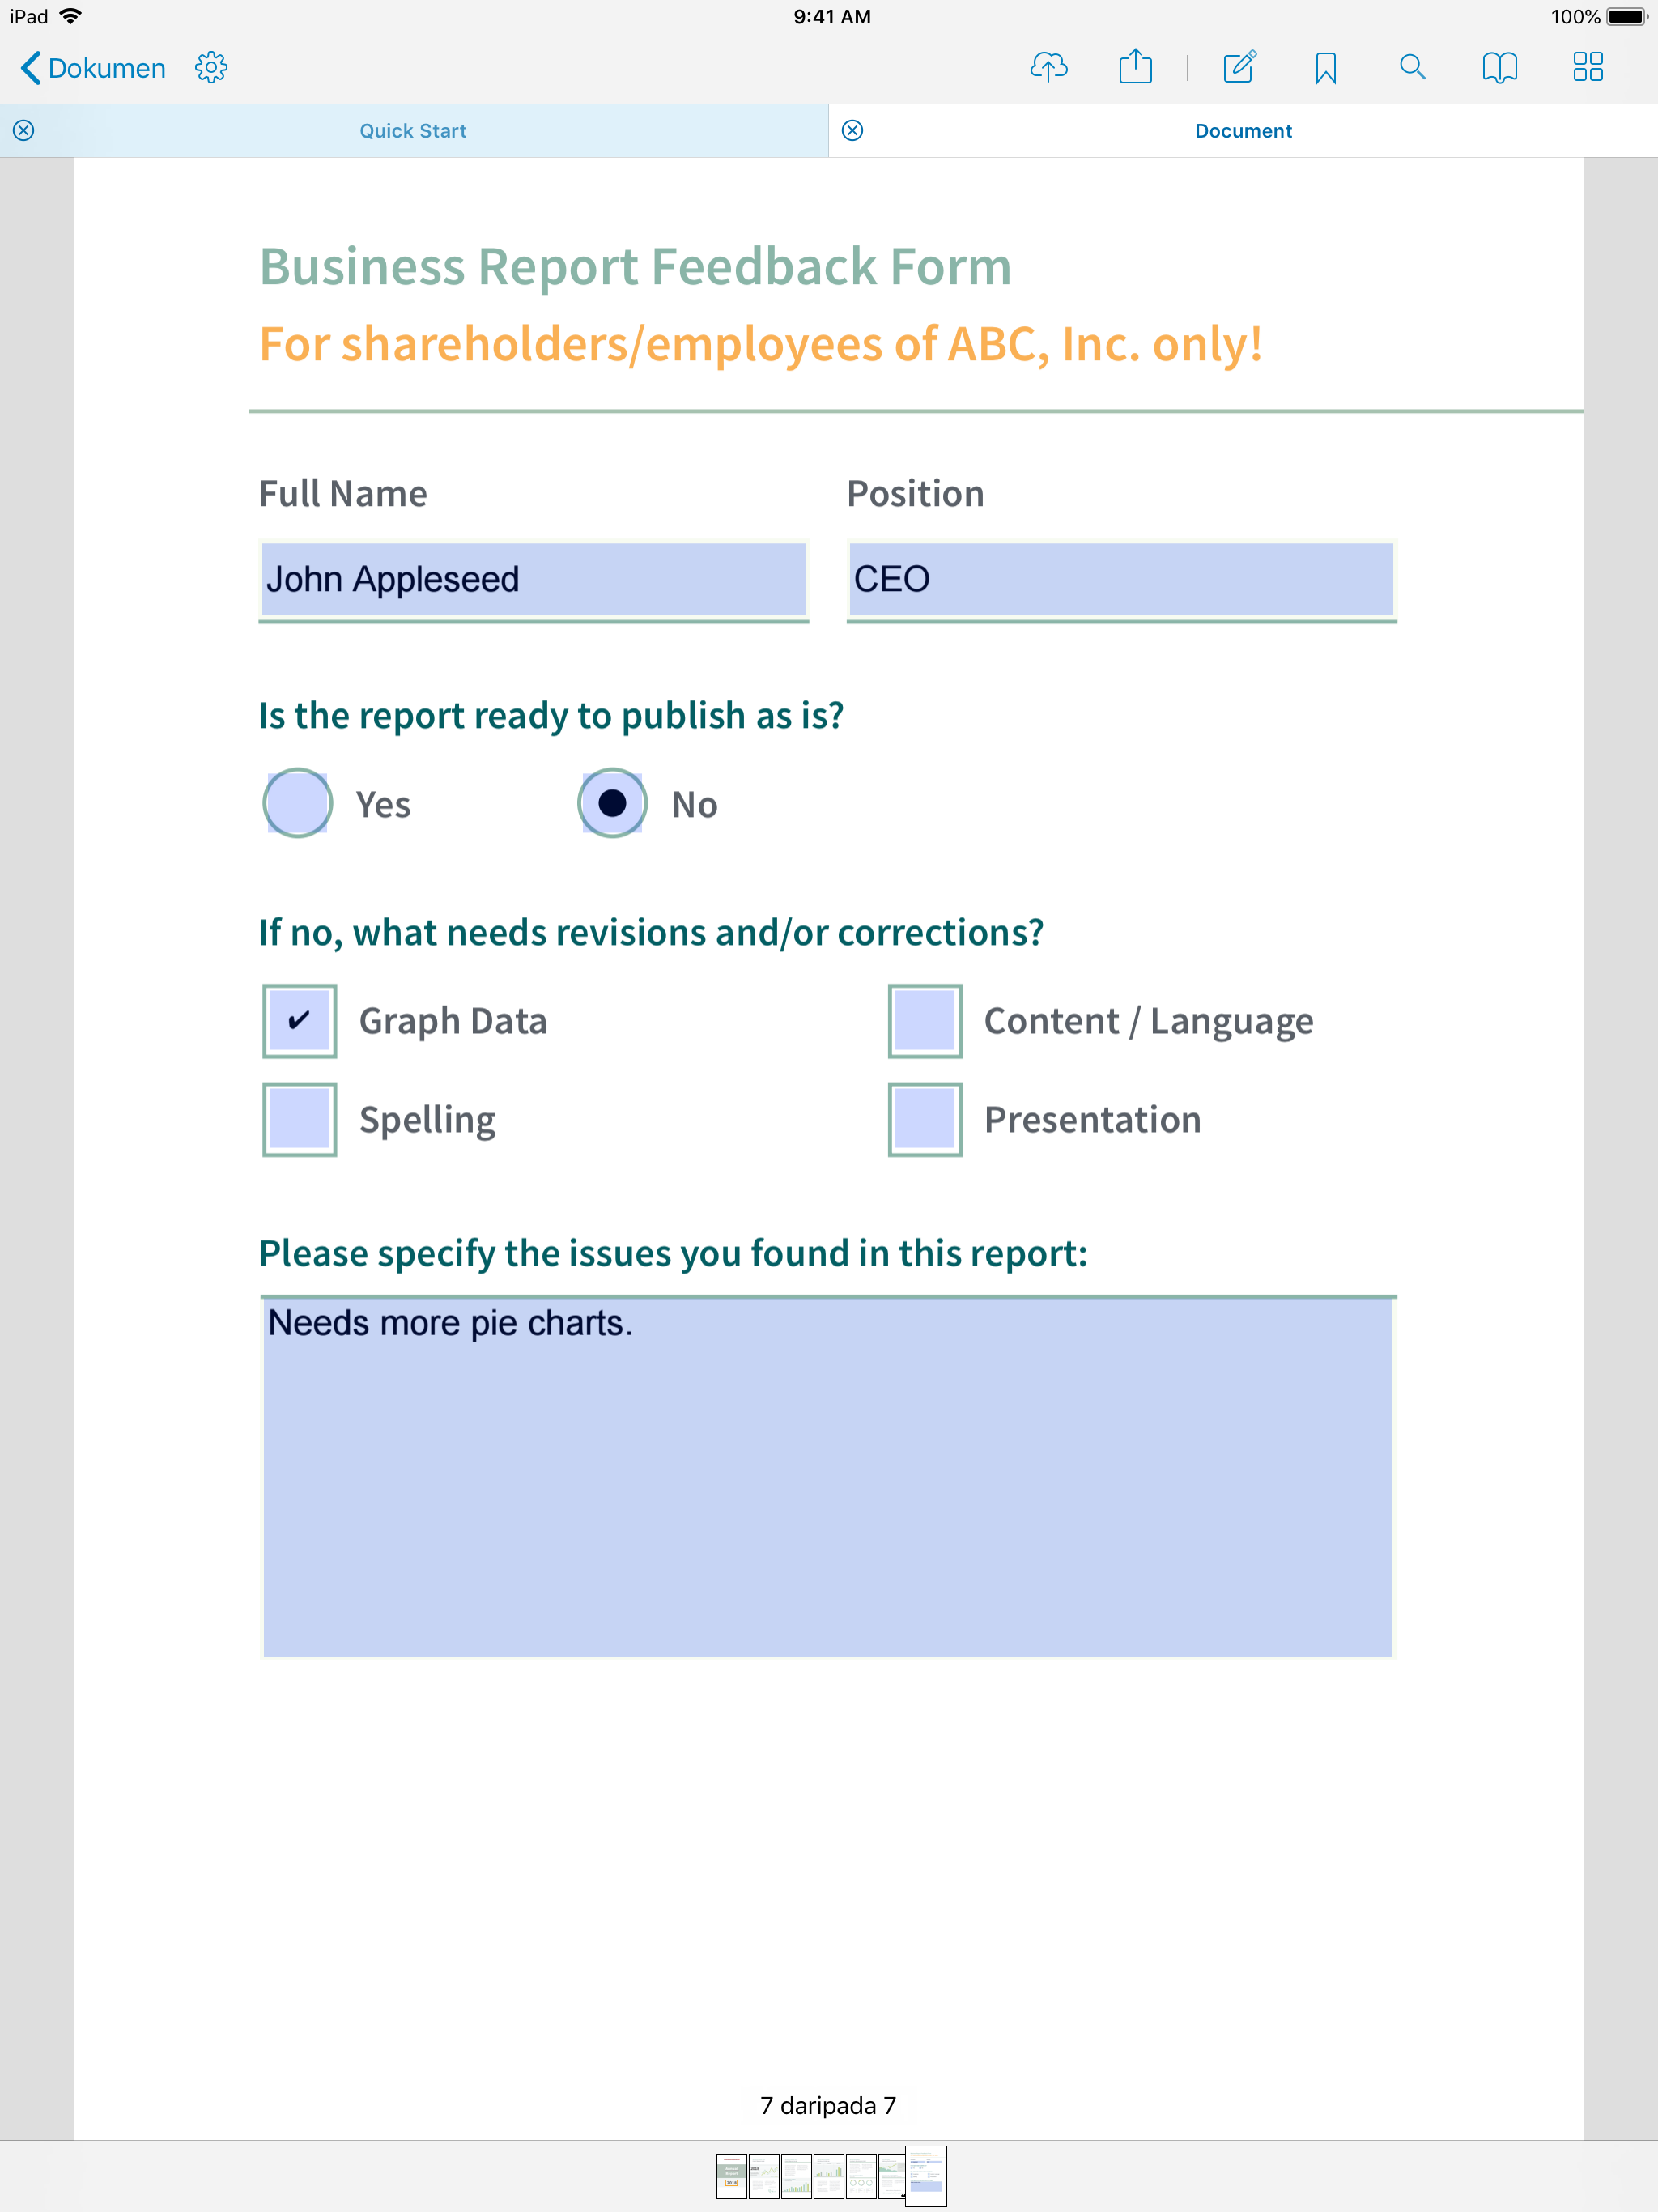 iPad
9:41 AM
100%
Dokumen
Quick Start
Document
Business Report Feedback Form
For shareholders/employees of ABC, Inc. only!
Full Name
Position
John Appleseed
CEO
Is the report ready to publish as is?
Yes
No
If no, what needs revisions and/or corrections?
Graph Data
Content / Language
Spelling
Presentation
Please specify the issues you found in this report:
Needs more pie charts.
7 daripada 7